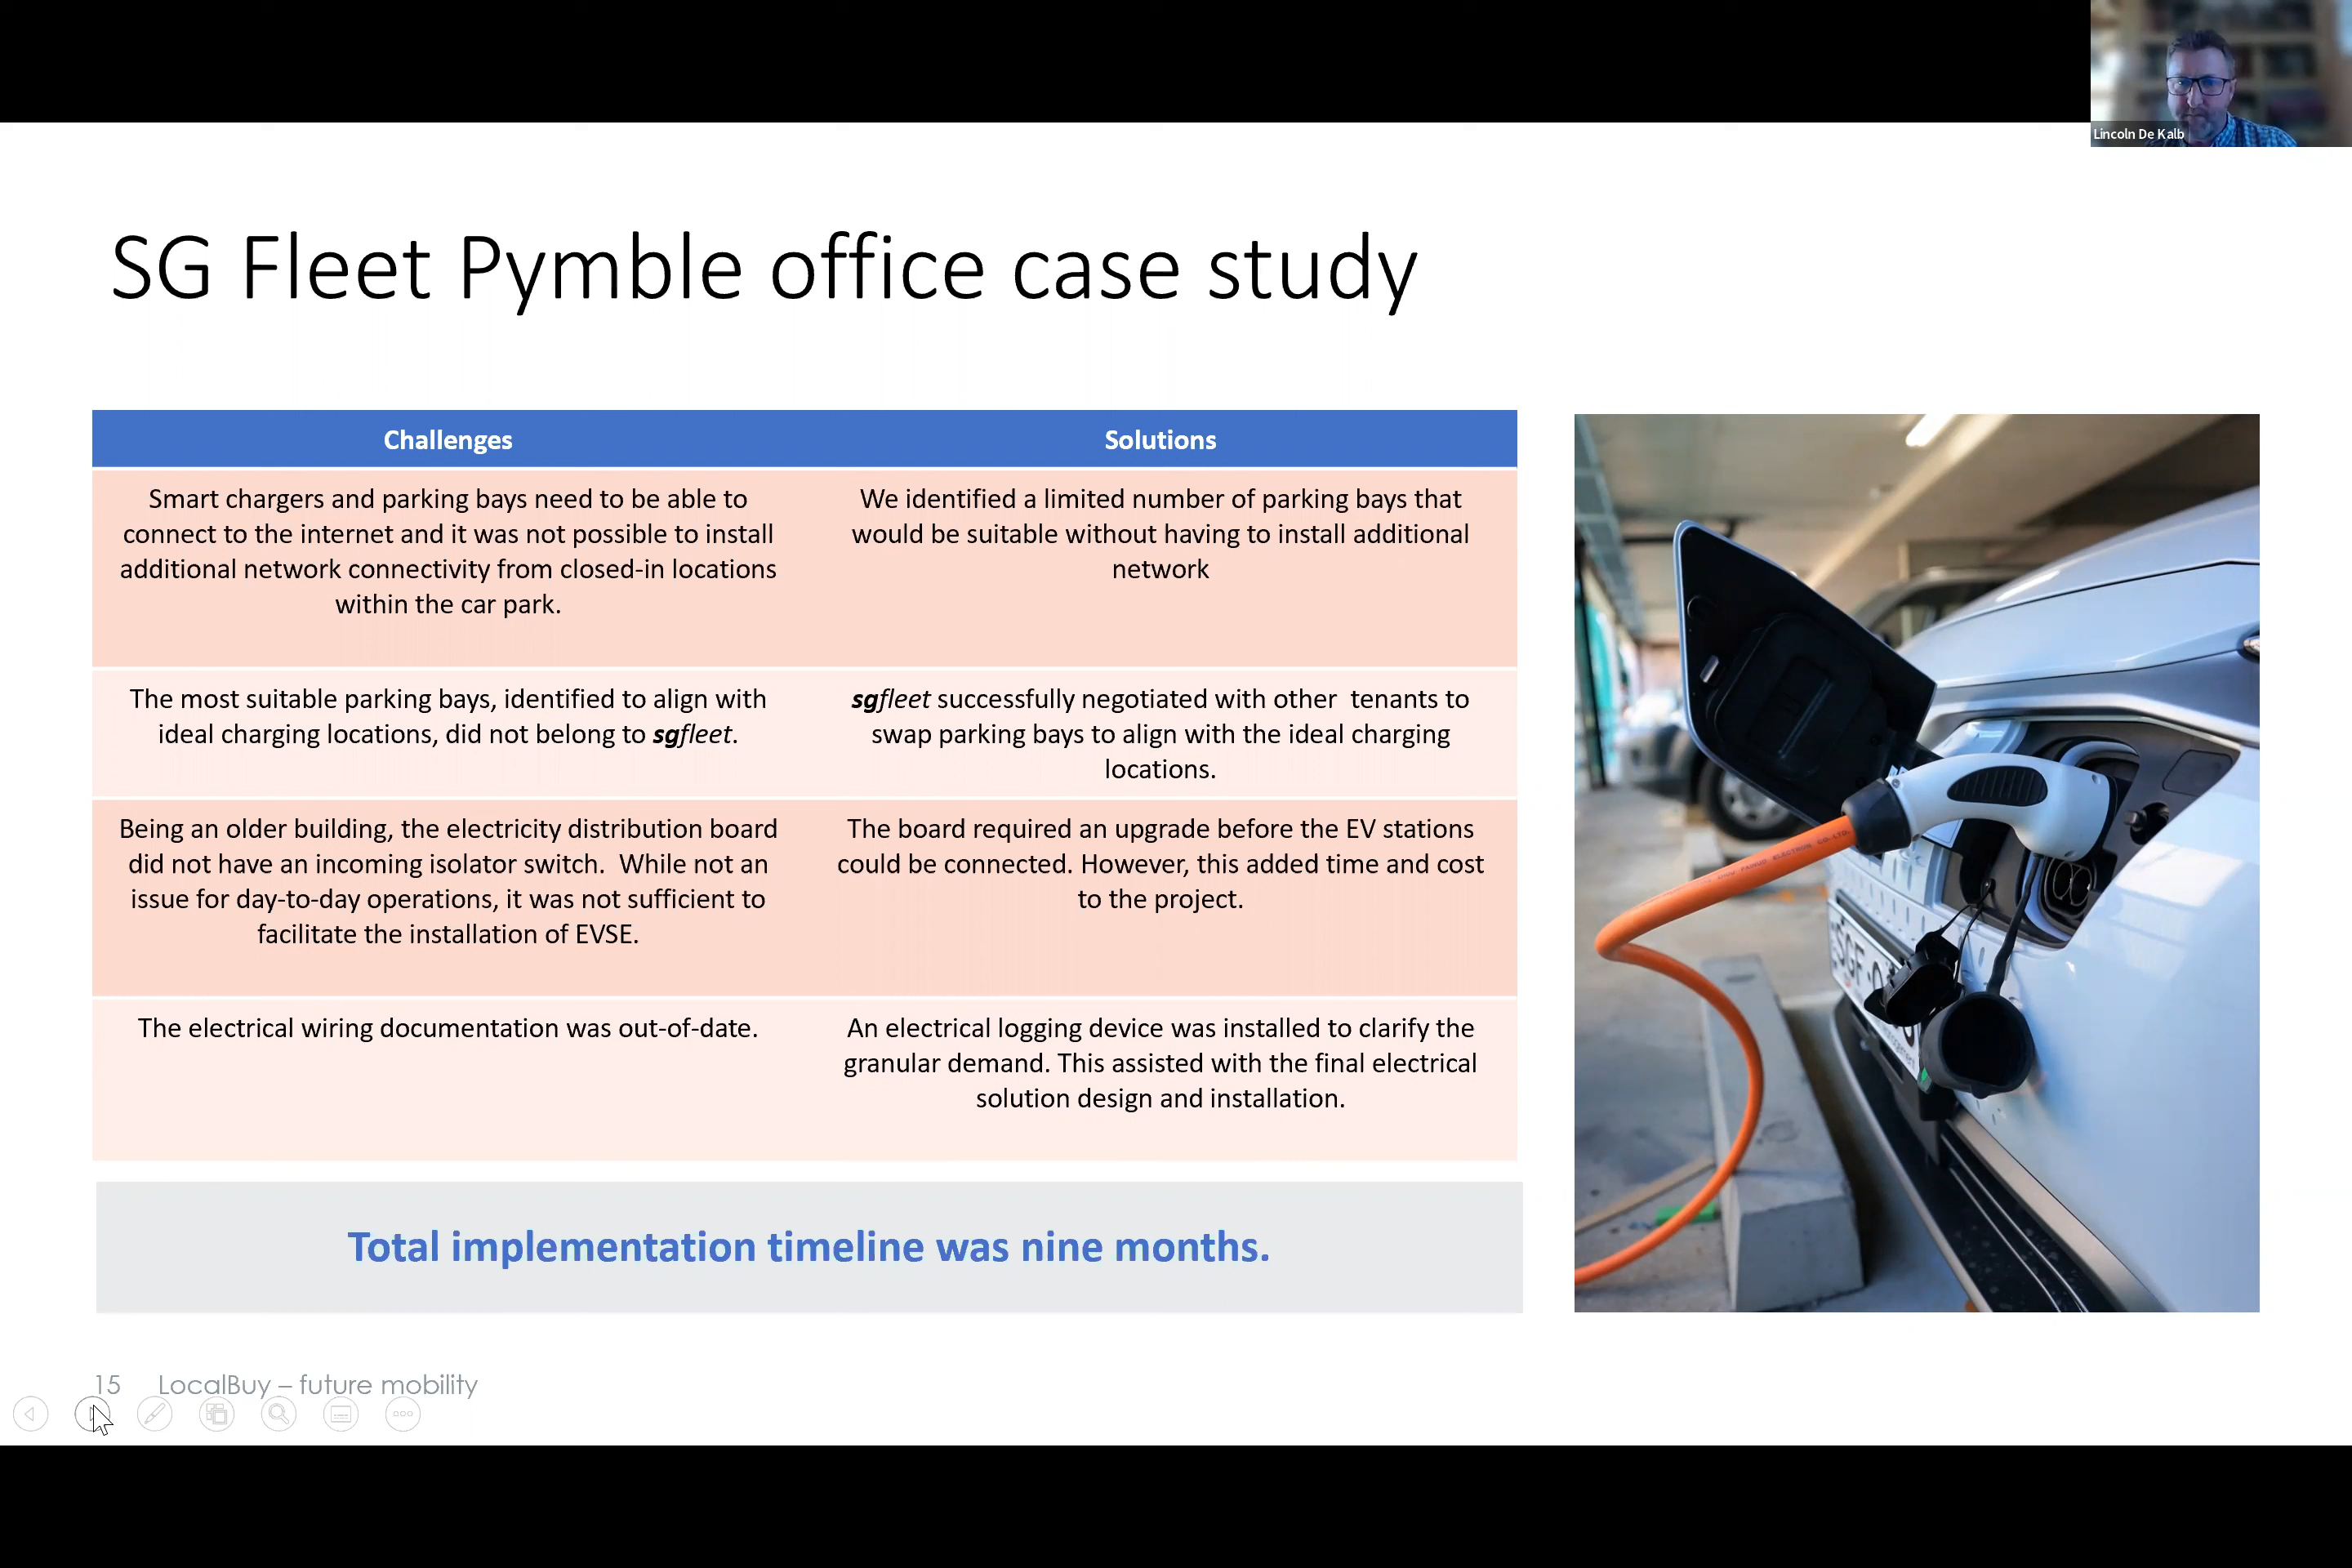 Lincoln De Kalb
SG Fleet Pymble office case study
Challenges
Solutions
Smart chargers and parking bays need to be able to
connect to the internet and it was not possible to install
additional network connectivity from closed-in locations
within the car park.
We identified a limited number of parking bays that
would be suitable without having to install additional
network
The most suitable parking bays, identified to align with
ideal charging locations, did not belong to sgfleet.
sgfleet successfully negotiated with other  tenants to
swap parking bays to align with the ideal charging
locations.
Being an older building, the electricity distribution board
did not have an incoming isolator switch.  While not an
issue for day-to-day operations, it was not sufficient to
facilitate the installation of EVSE.
The board required an upgrade before the EV stations
could be connected. However, this added time and cost
to the project.
The electrical wiring documentation was out-of-date.
An electrical logging device was installed to clarify the
granular demand. This assisted with the final electrical
solution design and installation.
Total implementation timeline was nine months.
SGF
15 LocalBuy – future mobility